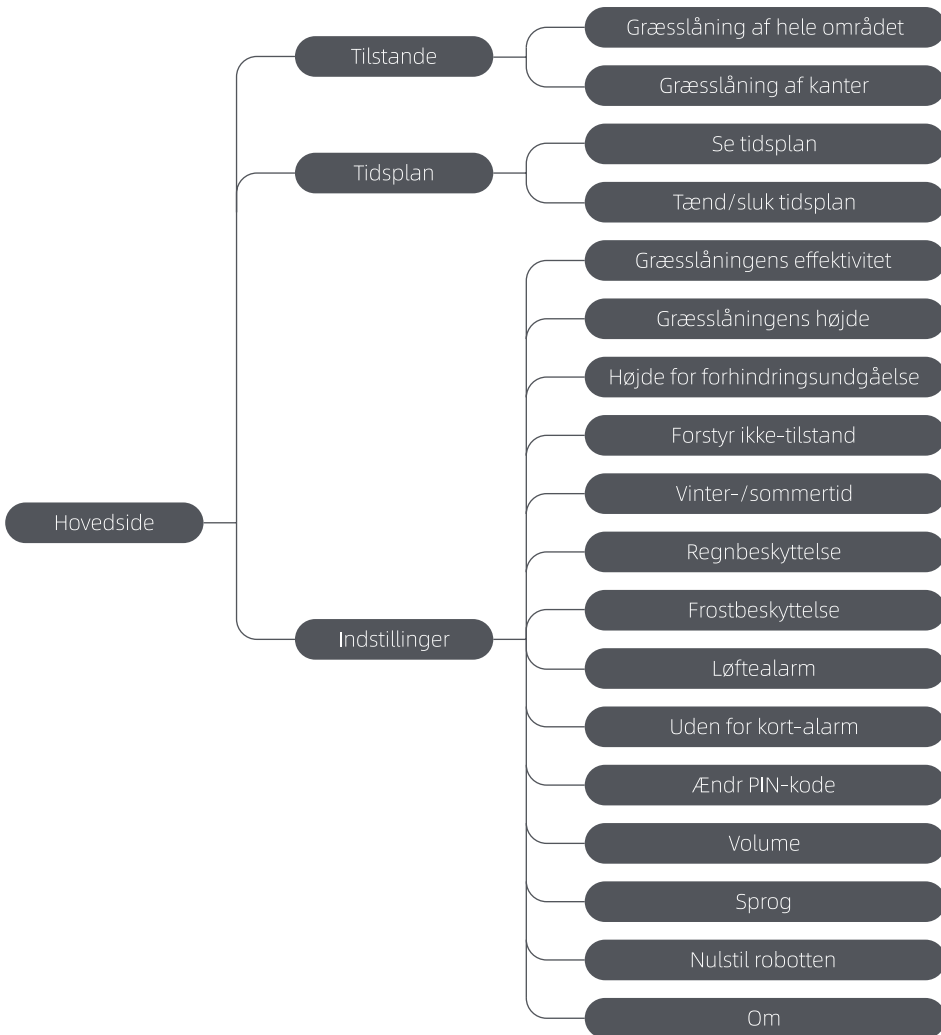 Hovedside
Tilstande
Græsslåning af hele området
Græsslåning af kanter
Tidsplan
Se tidsplan
Tænd/sluk tidsplan
Indstillinger
Græsslåningens effektivitet
Græsslåningens højde
Højde for forhindringsundgåelse
Forstyr ikke-tilstand
Vinter-/sommertid
Regnbeskyttelse
Frostbeskyttelse
Løftealarm
Uden for kort-alarm
Ændr PIN-kode
Volume
Sprog
Nulstil robotten
Om